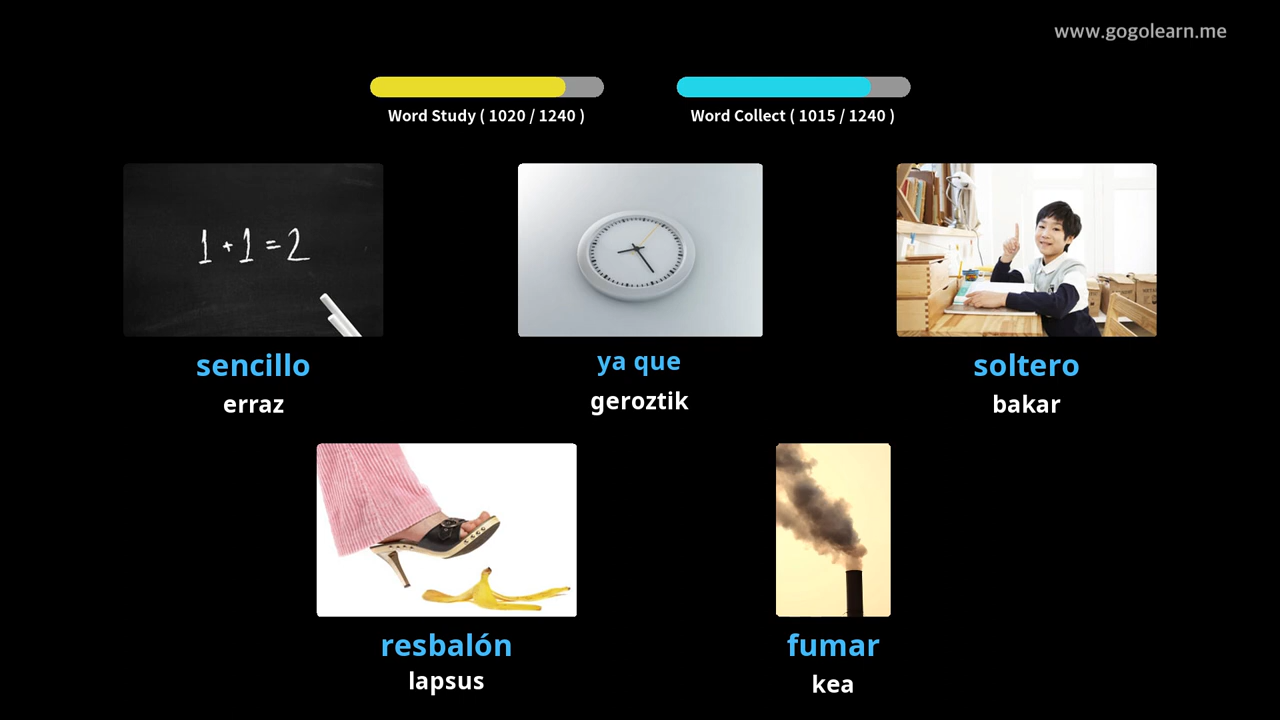 www.gogolearn.me
Word Study ( 1020 / 1240 )
Word Collect ( 1015 / 1240 )
1 + 1 = 2
sencillo
erraz
ya que
geroztik
soltero
bakar
resbalón
lapsus
fumar
kea